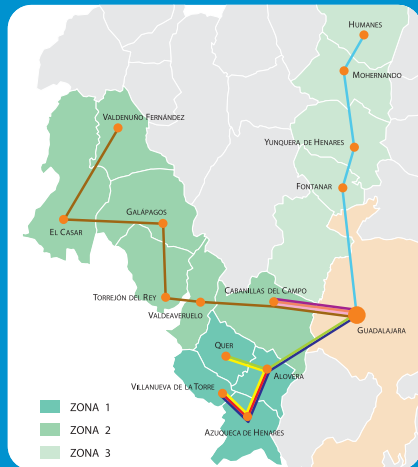 HUMANES
MOHERNANDO
VALDENUÑO FERNÁNDEZ
YUNQUERA DE HENARES
FONTANAR
GALÁPAGOS
EL CASAR
CABANILLAS DEL CAMPO
TORREJÓN DEL REY
VALDEAVERUELO
GUADALAJARA
QUER
ALOVERA
VILLANUEVA DE LA TORRE
AZUQUECA DE HENARES
ZONA 1
ZONA 2
ZONA 3